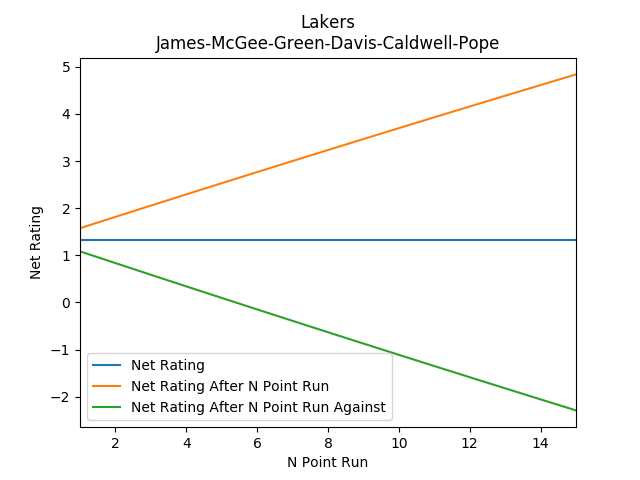 Lakers
James-McGee-Green-Davis-Caldwell-Pope
5
4
3
2
1
0
−1
−2
Net Rating
Net Rating
Net Rating After N Point Run
Net Rating After N Point Run Against
2 4 6 8 10 12 14
N Point Run